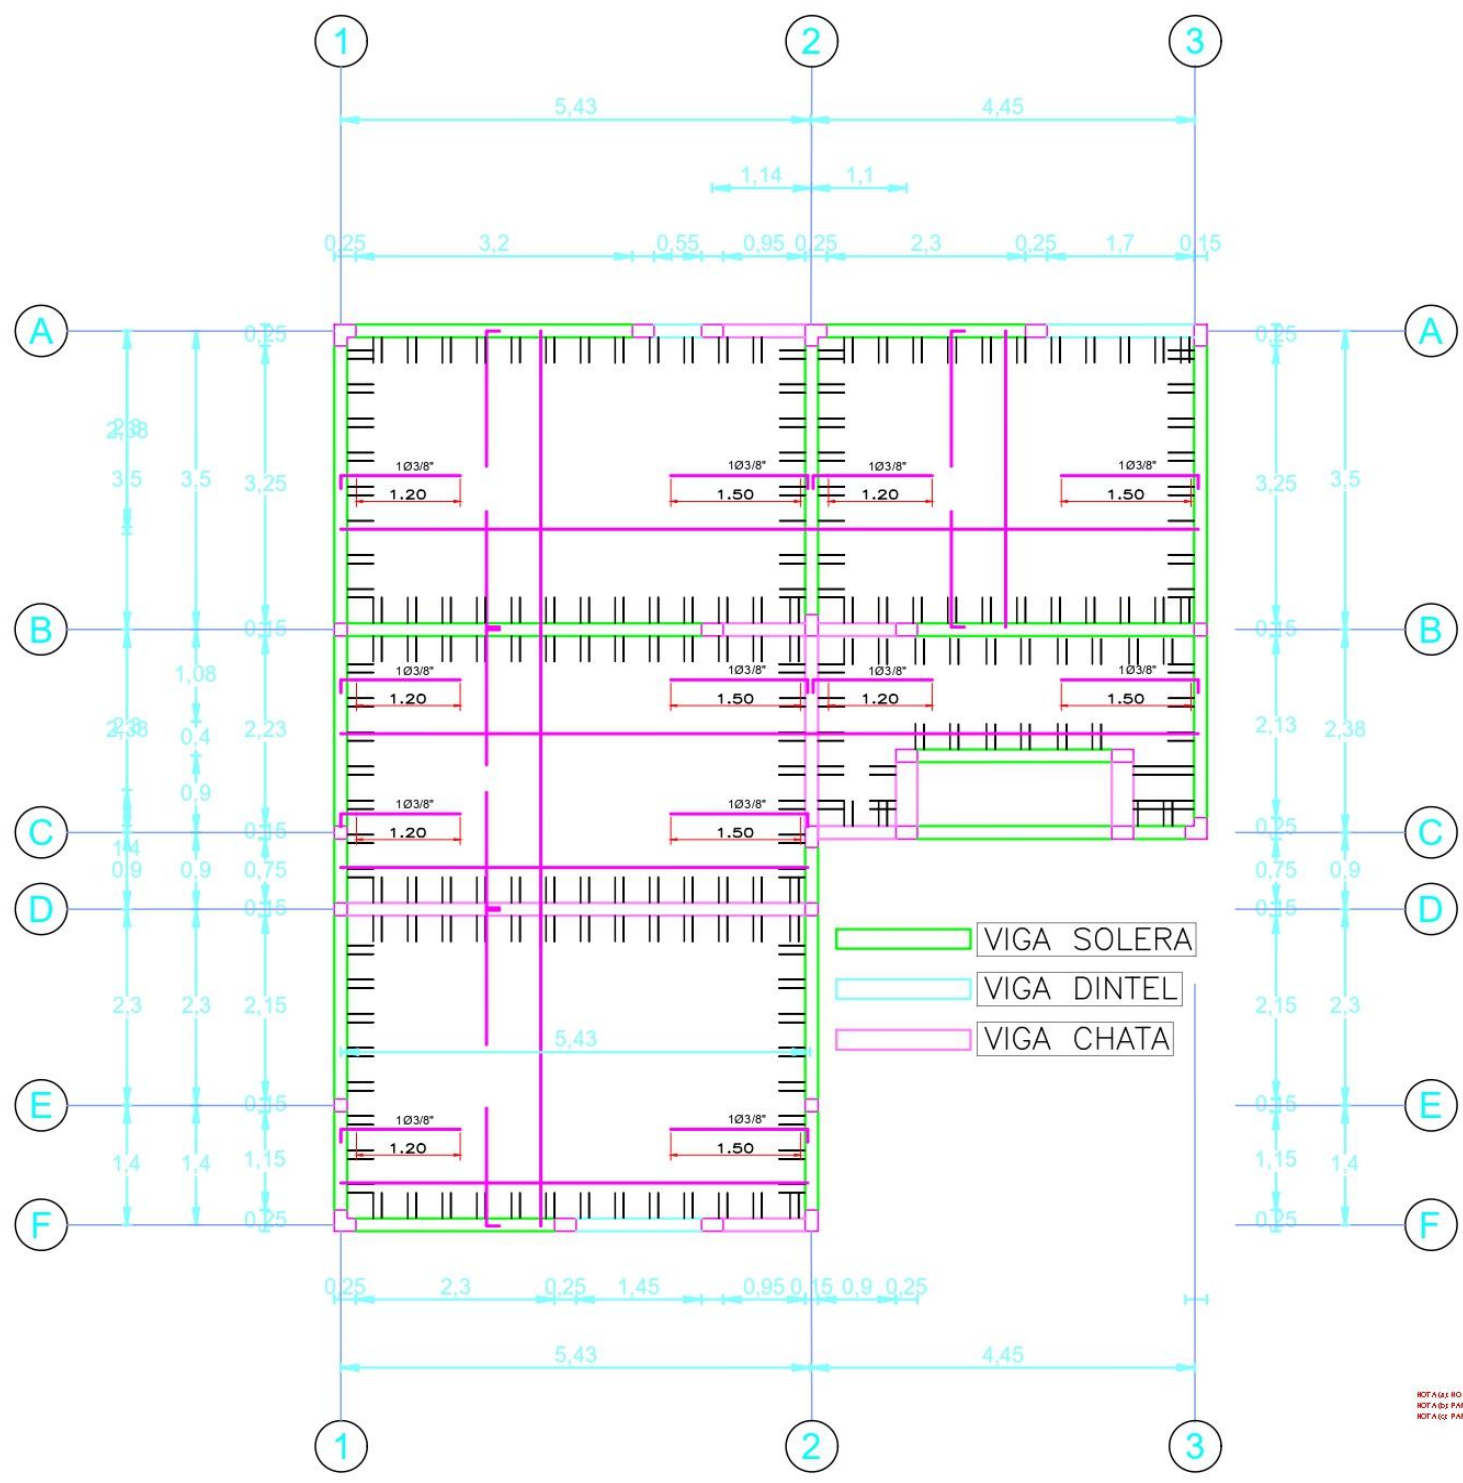 1 2 3
5,43 4,45
1,14 1,1
0,25 3,2 0,55 0,95 0,25 2,3 0,25 1,7 0,15
A 0,25 0,25 A
3,5 3,5 3,25 3,25 3,5
1Ø3/8" 1Ø3/8" 1Ø3/8" 1Ø3/8"
1.20 1.50 1.20 1.50
B 0,15 0,15 B
1,08
1Ø3/8" 1Ø3/8" 1Ø3/8" 1Ø3/8"
1.20 1.50 1.20 1.50
0,4 2,23 2,13 2,38
0,9
1Ø3/8" 1Ø3/8"
C 0,15 1.20 1.50 0,25 C
0,9 0,9 0,75 0,75 0,9
D 0,15 0,15 D
VIGA SOLERA
VIGA DINTEL
2,3 2,3 2,15 2,15 2,3
VIGA CHATA
5,43
E 0,15 0,15 E
1Ø3/8" 1Ø3/8"
1.20 1.50
1,4 1,4 1,15 1,15 1,4
F 0,25 0,25 F
0,25 2,3 0,25 1,45 0,95 0,15 0,9 0,25
5,43 4,45
NOTA(a): NO
NOTA(b): PAR
NOTA(c): PAR
1 2 3